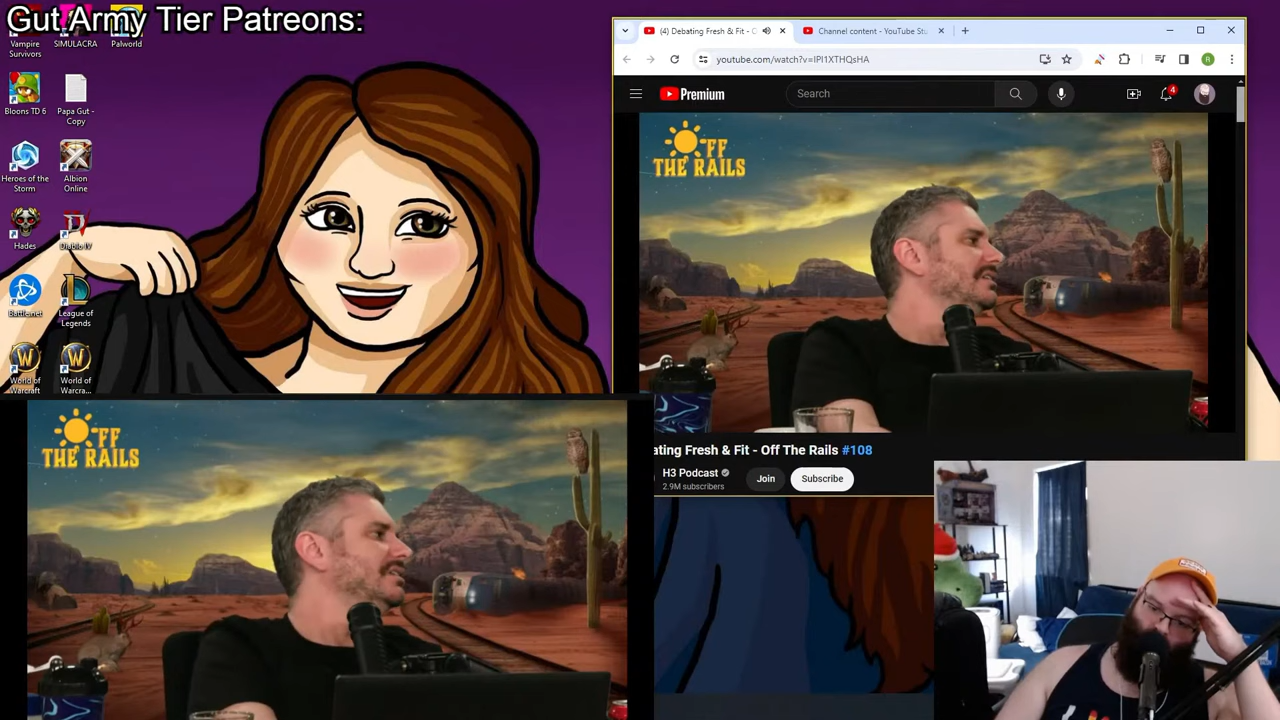 Gut Army Tier Patreons:
Vampire
Survivors
SIMULACRA
Palworld
Bloons TD 6
Papa Gut -
Copy
Heroes of the
Storm
Albion
Online
Hades
Diablo IV
Battle.net
League of
Legends
World of
Warcraft
World of
Warcra...
(4) Debating Fresh & Fit - O
Channel content - YouTube Stu
youtube.com/watch?v=IPI1XTHQsHA
R
Premium
Search
4
OFF
THE RAILS
ating Fresh & Fit - Off The Rails #108
H3 Podcast
2.9M subscribers
Join
Subscribe
OFF
THE RAILS